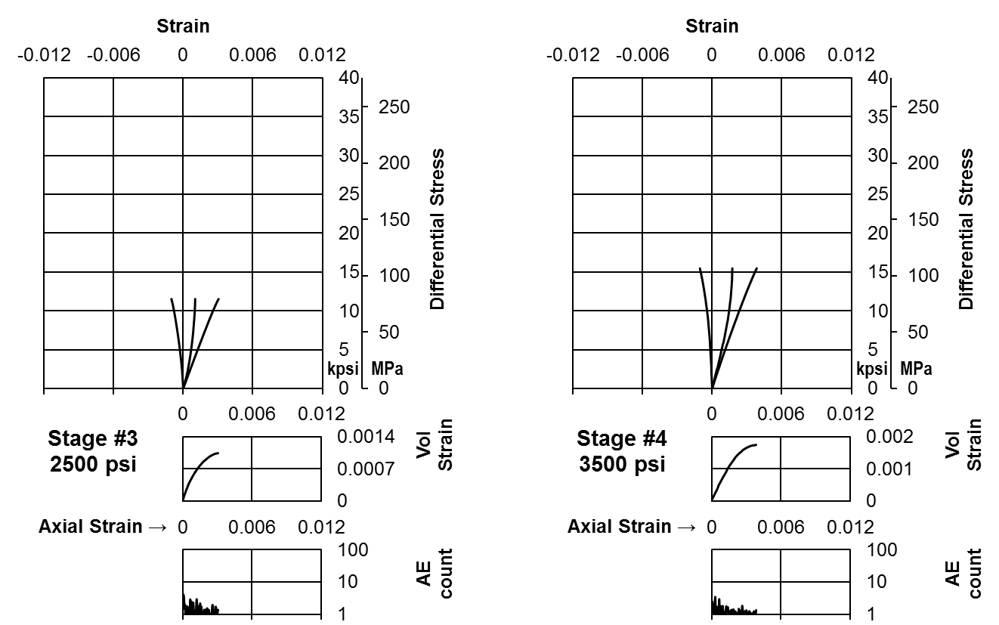 Strain
-0.012 -0.006 0 0.006 0.012
40
35
30
25
20
15
10
5
kpsi
0
250
200
150
100
50
MPa
0
Differential Stress
0 0.006 0.012
Stage #3
2500 psi
0.0014
0.0007
0
Vol
Strain
Axial Strain → 0 0.006 0.012
100
10
1
AE
count
Strain
-0.012 -0.006 0 0.006 0.012
40
35
30
25
20
15
10
5
kpsi
0
250
200
150
100
50
MPa
0
Differential Stress
0 0.006 0.012
Stage #4
3500 psi
0.002
0.001
0
Vol
Strain
Axial Strain → 0 0.006 0.012
100
10
1
AE
count